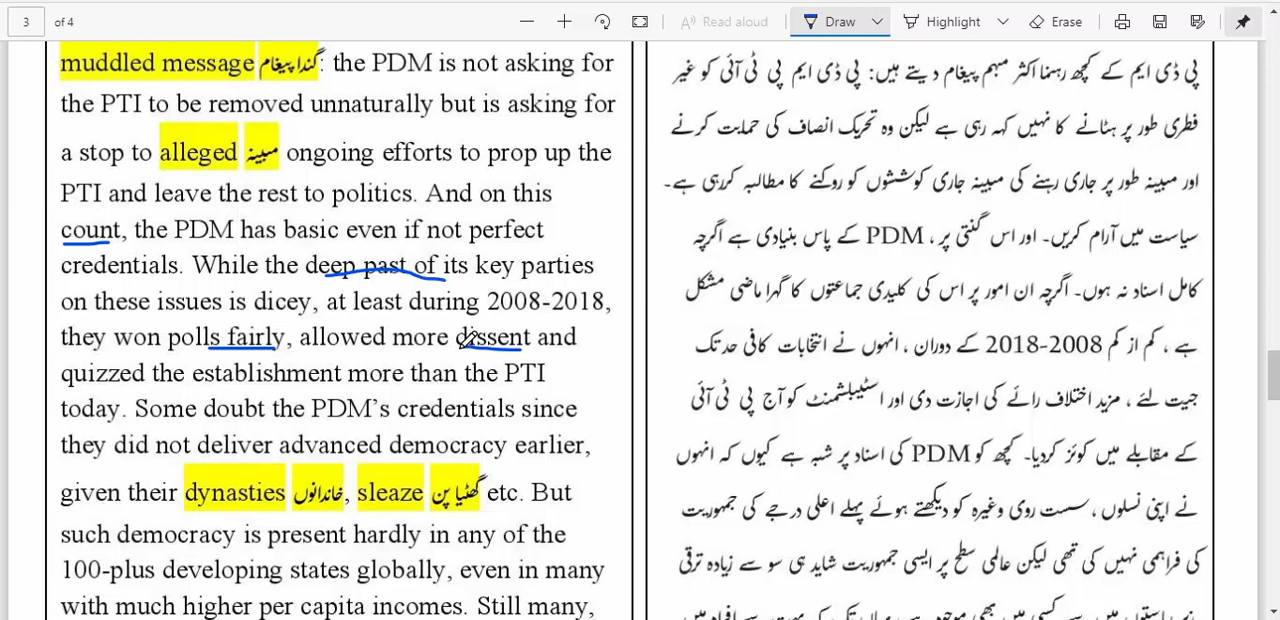 3 of 4
Read aloud
Draw
Highlight
Erase
muddled message گندا پیغام: the PDM is not asking for
the PTI to be removed unnaturally but is asking for
a stop to alleged مبینہ ongoing efforts to prop up the
PTI and leave the rest to politics. And on this
count, the PDM has basic even if not perfect
credentials. While the deep past of its key parties
on these issues is dicey, at least during 2008-2018,
they won polls fairly, allowed more dissent and
quizzed the establishment more than the PTI
today. Some doubt the PDM's credentials since
they did not deliver advanced democracy earlier,
given their dynasties خاندانوں, sleaze گھٹیا پن etc. But
such democracy is present hardly in any of the
100-plus developing states globally, even in many
with much higher per capita incomes. Still many,
پی ڈی ایم کے کچھ رہنما اکثر مبہم پیغام دیتے ہیں: پی ڈی ایم پی ٹی آئی کو غیر
فطری طور پر ہٹانے کا نہیں کہہ رہی ہے لیکن وہ تحریک انصاف کی حمایت کرنے
اور مبینہ طور پر جاری رہنے کی مبینہ جاری کوششوں کو روکنے کا مطالبہ کررہی ہے۔
سیاست میں آرام کریں۔ اور اس گنتی پر، PDM کے پاس بنیادی ہے اگرچہ
کامل اسناد نہ ہوں۔ اگرچہ ان امور پر اس کی کلیدی جماعتوں کا گہرا ماضی مشکل
ہے، کم از کم 2008-2018 کے دوران، انہوں نے انتخابات کافی حد تک
جیت لئے، مزید اختلاف رائے کی اجازت دی اور اسٹیبلشمنٹ کو آج پی ٹی آئی
کے مقابلے میں کوئز کردیا۔ کچھ کو PDM کی اسناد پر شبہ ہے کیوں کہ انہوں
نے اپنی نسلوں، سست روی وغیرہ کو دیکھتے ہوئے پہلے اعلی درجے کی جمہوریت
کی فراہمی نہیں کی تھی لیکن عالمی سطح پر ایسی جمہوریت شاید ہی سو سے زیادہ ترقی